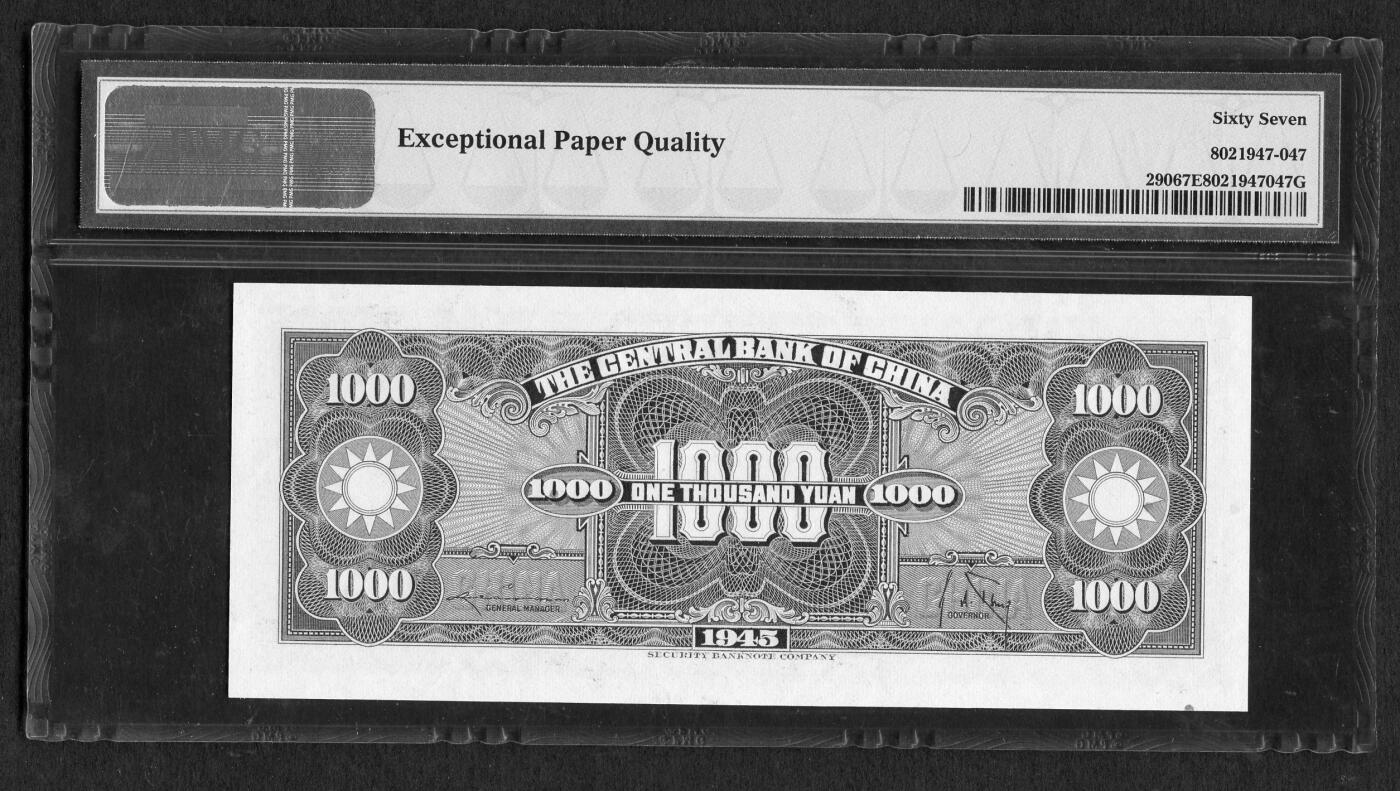 Exceptional Paper Quality
Sixty Seven
8021947-047
29067E8021947047G
THE CENTRAL BANK OF CHINA
1000
1000
1000
1000
ONE THOUSAND YUAN
1000
1000
1000
GENERAL MANAGER
GOVERNOR
1945
SECURITY BANKNOTE COMPANY